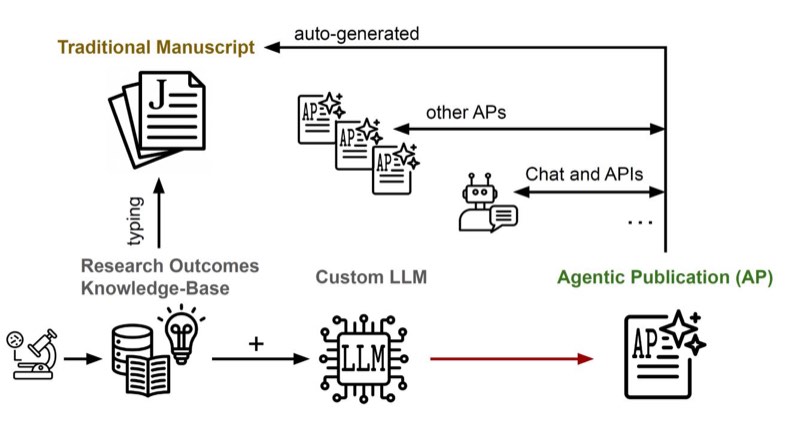 auto-generated
Traditional Manuscript
J
AP
other APs
AP
AP
Chat and APIs
...
typing
Research Outcomes
Knowledge-Base
Custom LLM
Agentic Publication (AP)
+
LLM
AP